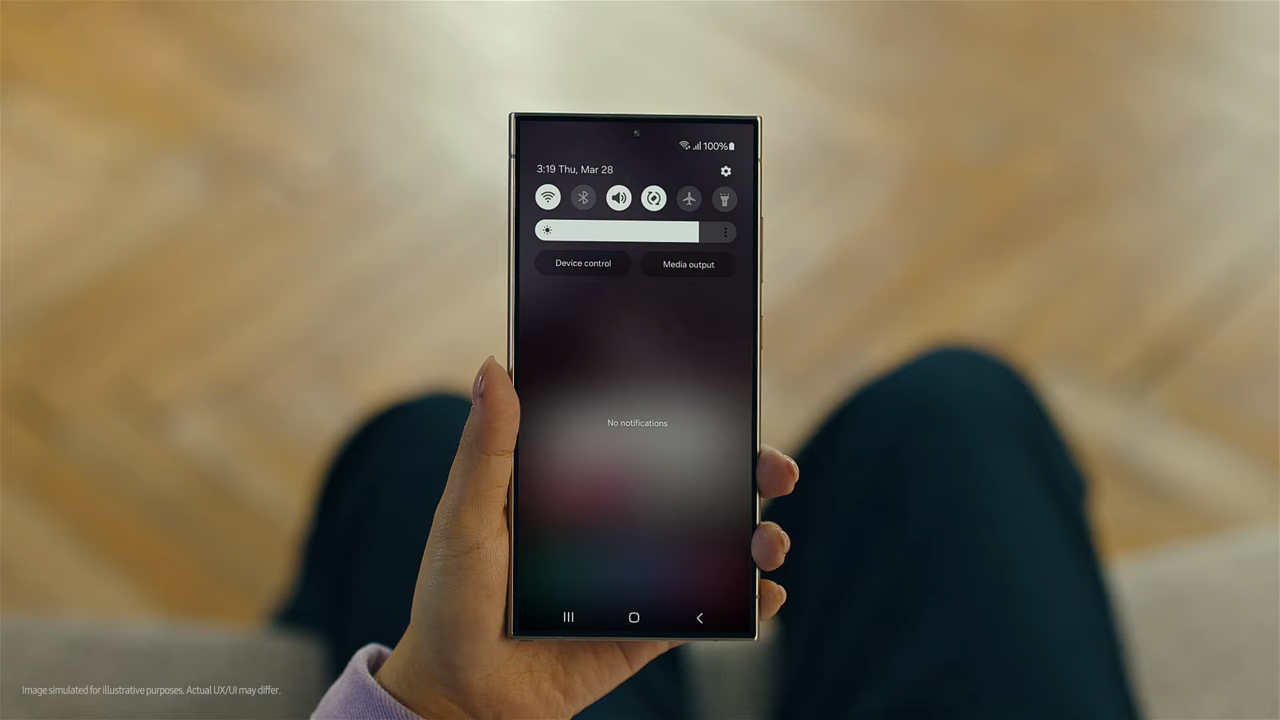 100%
3:19 Thu, Mar 28
Device control
Media output
No notifications
Image simulated for illustrative purposes. Actual UX/UI may differ.